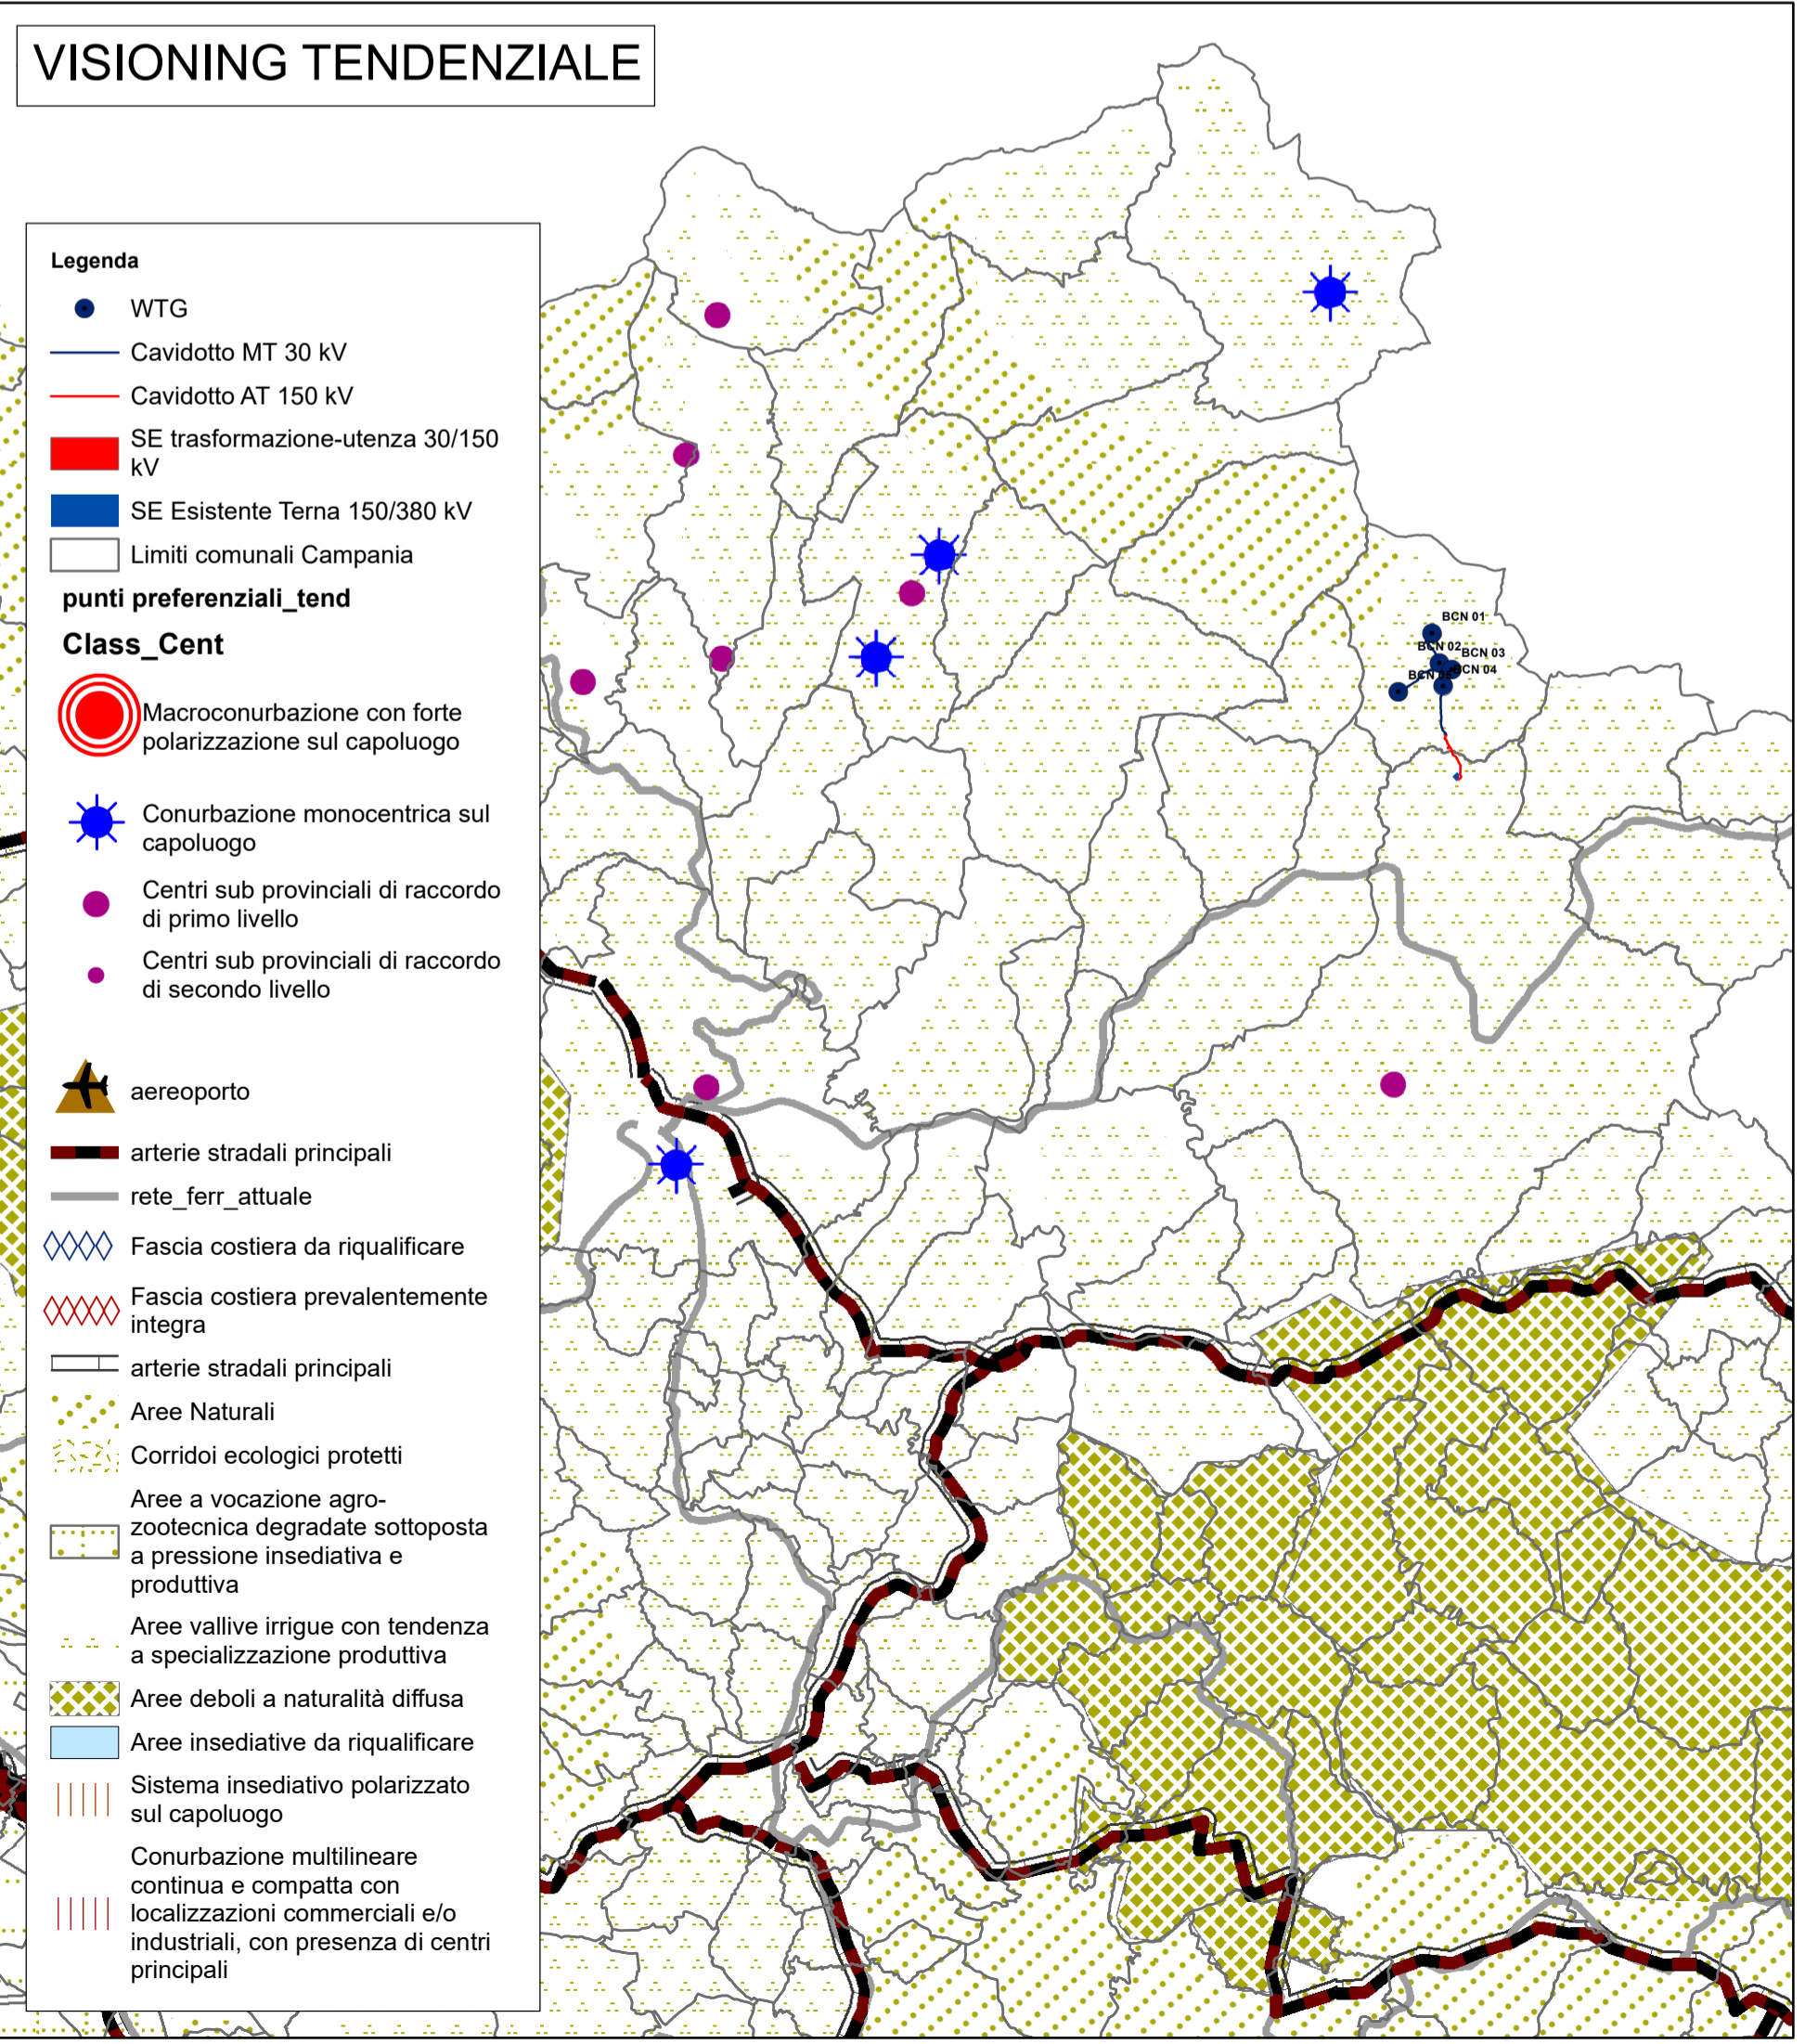 VISIONING TENDENZIALE
Legenda
WTG
Cavidotto MT 30 kV
Cavidotto AT 150 kV
SE trasformazione-utenza 30/150
kV
SE Esistente Terna 150/380 kV
Limiti comunali Campania
punti preferenziali_tend
Class_Cent
Macroconurbazione con forte
polarizzazione sul capoluogo
Conurbazione monocentrica sul
capoluogo
Centri sub provinciali di raccordo
di primo livello
Centri sub provinciali di raccordo
di secondo livello
aereoporto
arterie stradali principali
rete_ferr_attuale
Fascia costiera da riqualificare
Fascia costiera prevalentemente
integra
arterie stradali principali
Aree Naturali
Corridoi ecologici protetti
Aree a vocazione agro-
zootecnica degradate sottoposta
a pressione insediativa e
produttiva
Aree vallive irrigue con tendenza
a specializzazione produttiva
Aree deboli a naturalità diffusa
Aree insediative da riqualificare
Sistema insediativo polarizzato
sul capoluogo
Conurbazione multilineare
continua e compatta con
localizzazioni commerciali e/o
industriali, con presenza di centri
principali
BCN 01
BCN 02
BCN 03
BCN 04
BCN